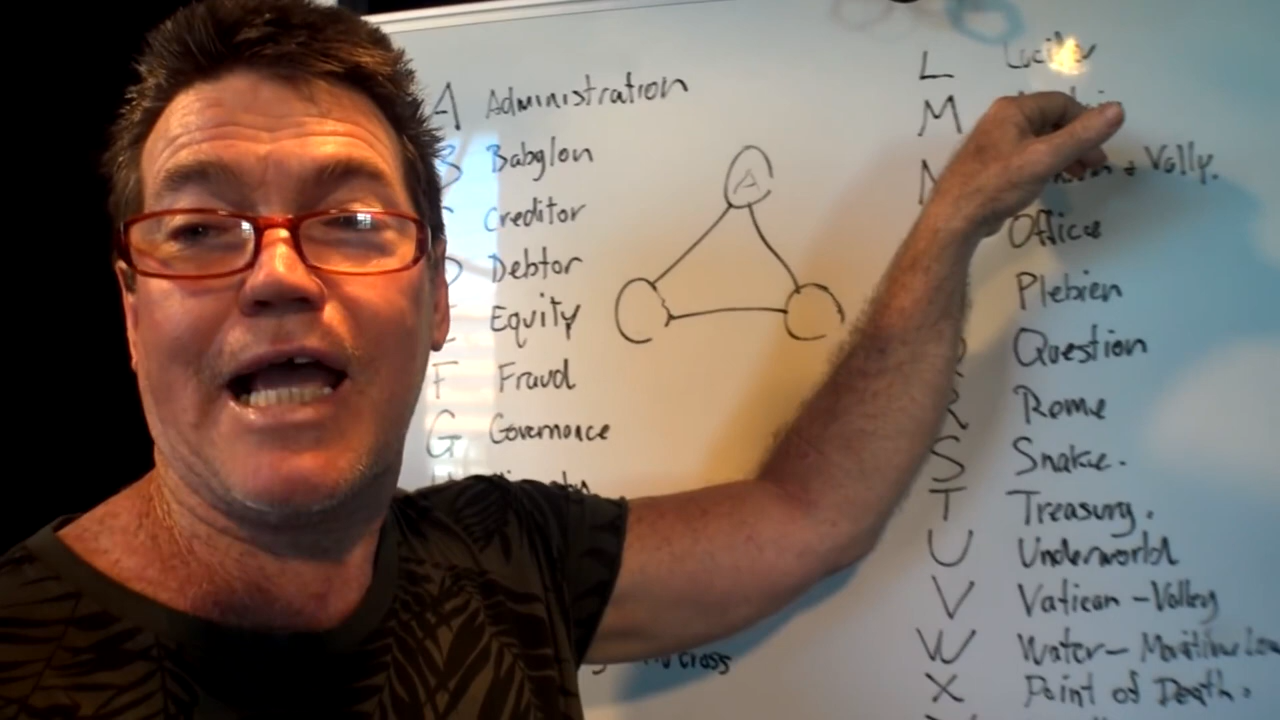 A Administration
B Babylon
Creditor
D Debtor
Equity
F Fraud
G Governance
A
L Lucifer
M
& Vally.
Office
Plebien
Question
R Rome
S Snake.
T Treasury.
U Underworld
V Vatican - Valley
W Water - Maritime Law
X Point of Death.